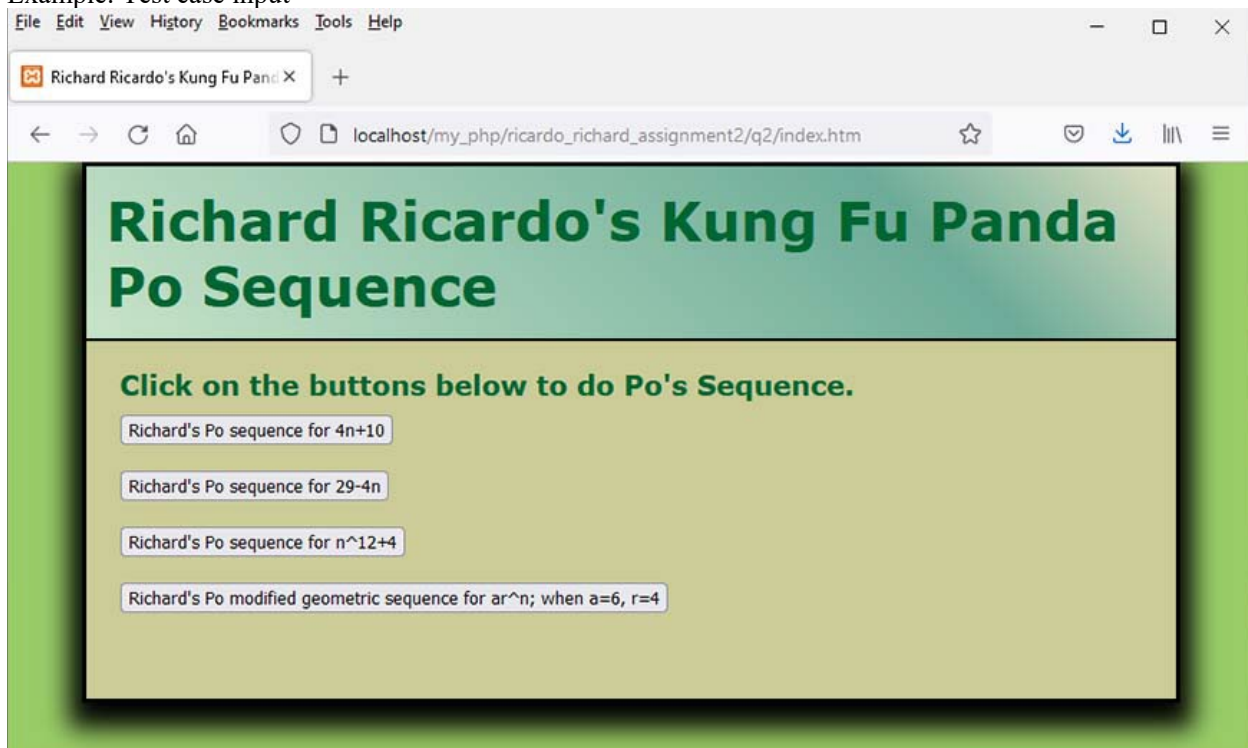 Example: Test case input
File Edit View History Bookmarks Tools Help
Richard Ricardo's Kung Fu Pand
localhost/my_php/ricardo_richard_assignment2/q2/index.htm
Richard Ricardo's Kung Fu Panda
Po Sequence
Click on the buttons below to do Po's Sequence.
Richard's Po sequence for 4n+10
Richard's Po sequence for 29-4n
Richard's Po sequence for n^12+4
Richard's Po modified geometric sequence for ar^n; when a=6, r=4